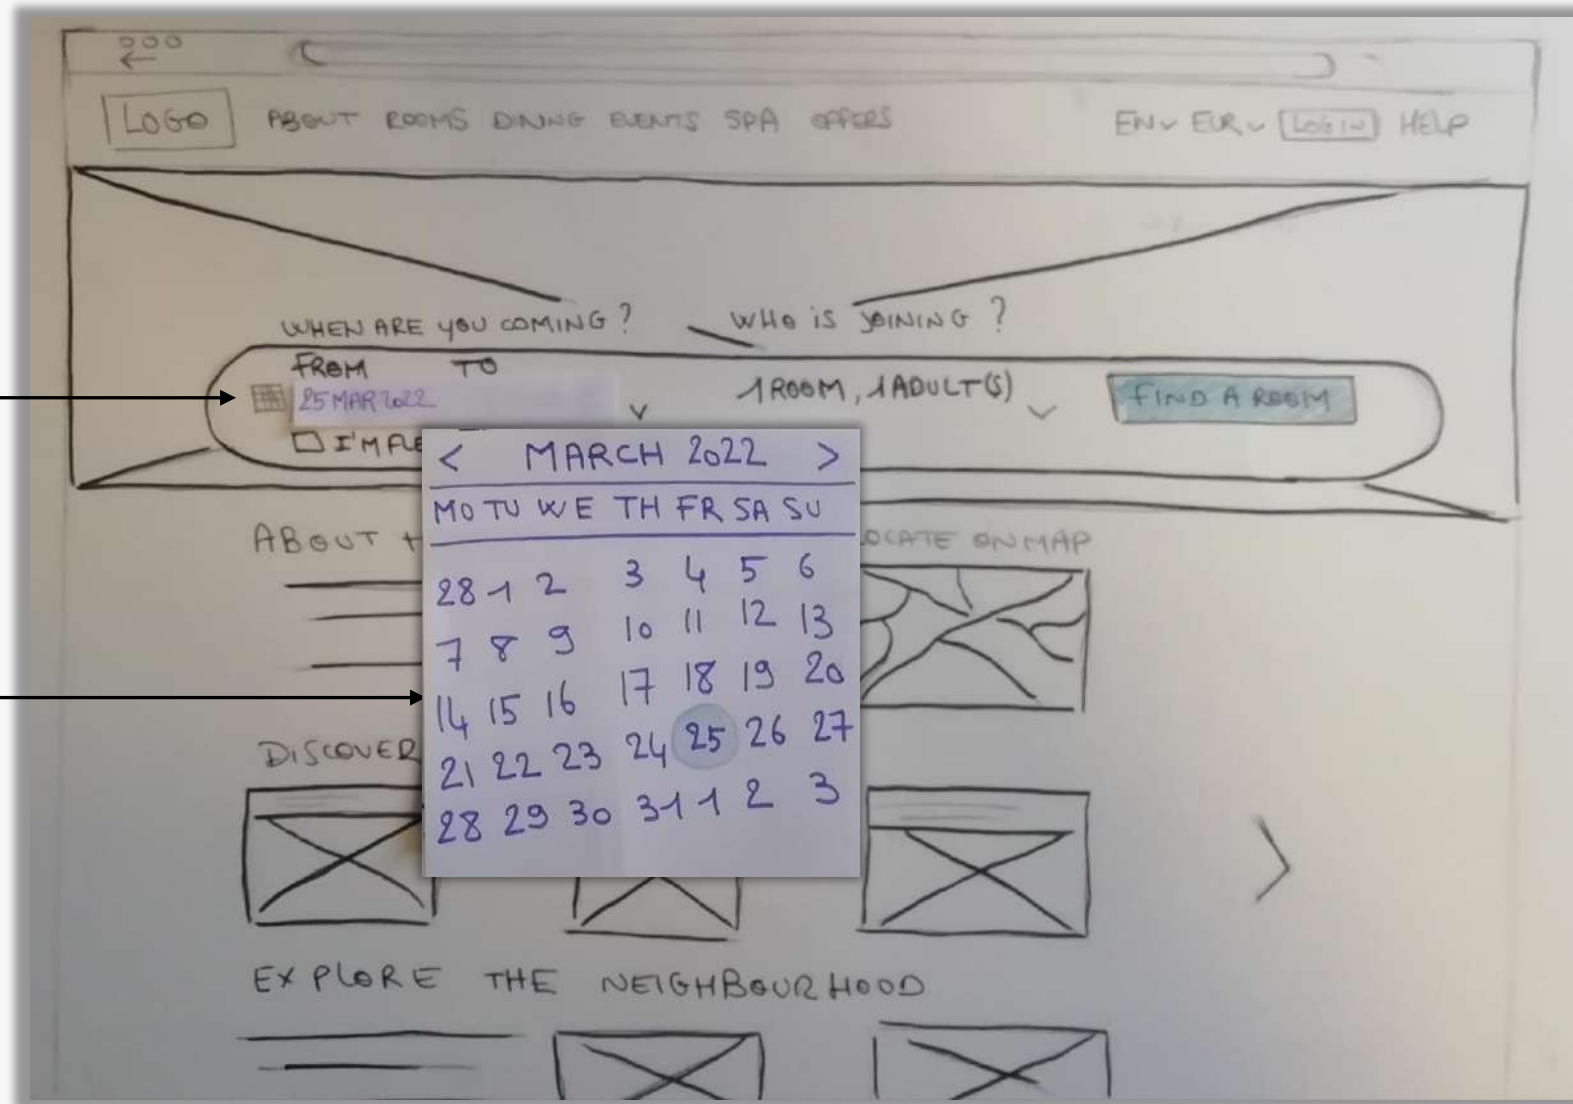 LOGO ABOUT ROOMS DINING EVENTS SPA OFFERS EN EUR LOGIN HELP
WHEN ARE YOU COMING? WHO IS JOINING?
FROM TO
25 MAR 2022 1 ROOM, 1 ADULT(S) FIND A ROOM
I'M FLE
< MARCH 2022 >
MO TU WE TH FR SA SU
28 1 2 3 4 5 6
7 8 9 10 11 12 13
14 15 16 17 18 19 20
21 22 23 24 25 26 27
28 29 30 31 1 2 3
ABOUT OCATE ON MAP
DISCOVER
EXPLORE THE NEIGHBOURHOOD